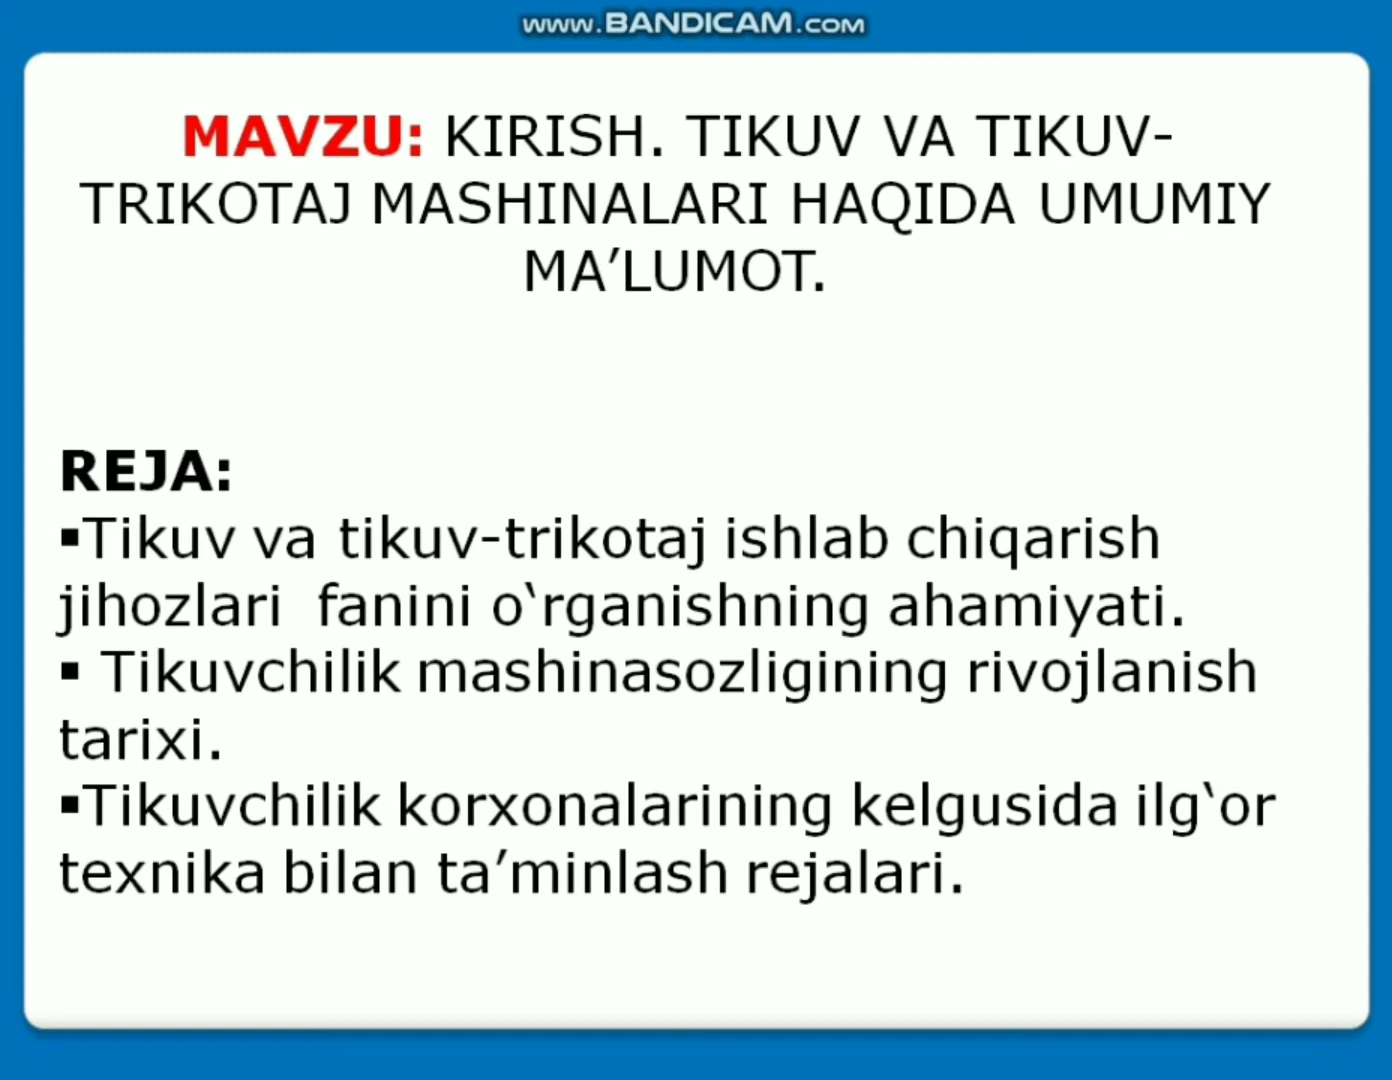 www.BANDICAM.com
MAVZU: KIRISH. TIKUV VA TIKUV-
TRIKOTAJ MASHINALARI HAQIDA UMUMIY
MA’LUMOT.
REJA:
▪Tikuv va tikuv-trikotaj ishlab chiqarish
jihozlari  fanini o‘rganishning ahamiyati.
▪ Tikuvchilik mashinasozligining rivojlanish
tarixi.
▪Tikuvchilik korxonalarining kelgusida ilg‘or
texnika bilan ta’minlash rejalari.